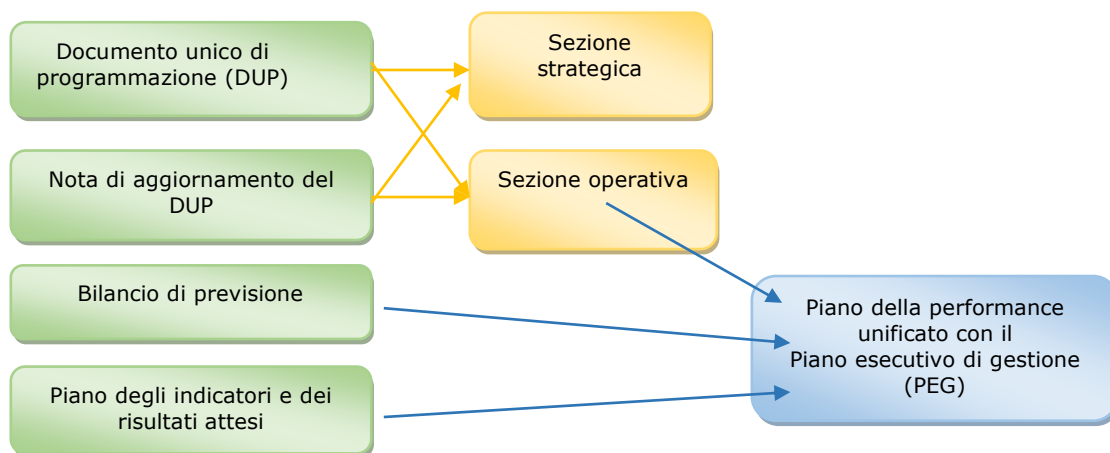 Documento unico di
programmazione (DUP)
Sezione
strategica
Nota di aggiornamento del
DUP
Sezione operativa
Bilancio di previsione
Piano della performance
unificato con il
Piano esecutivo di gestione
(PEG)
Piano degli indicatori e dei
risultati attesi